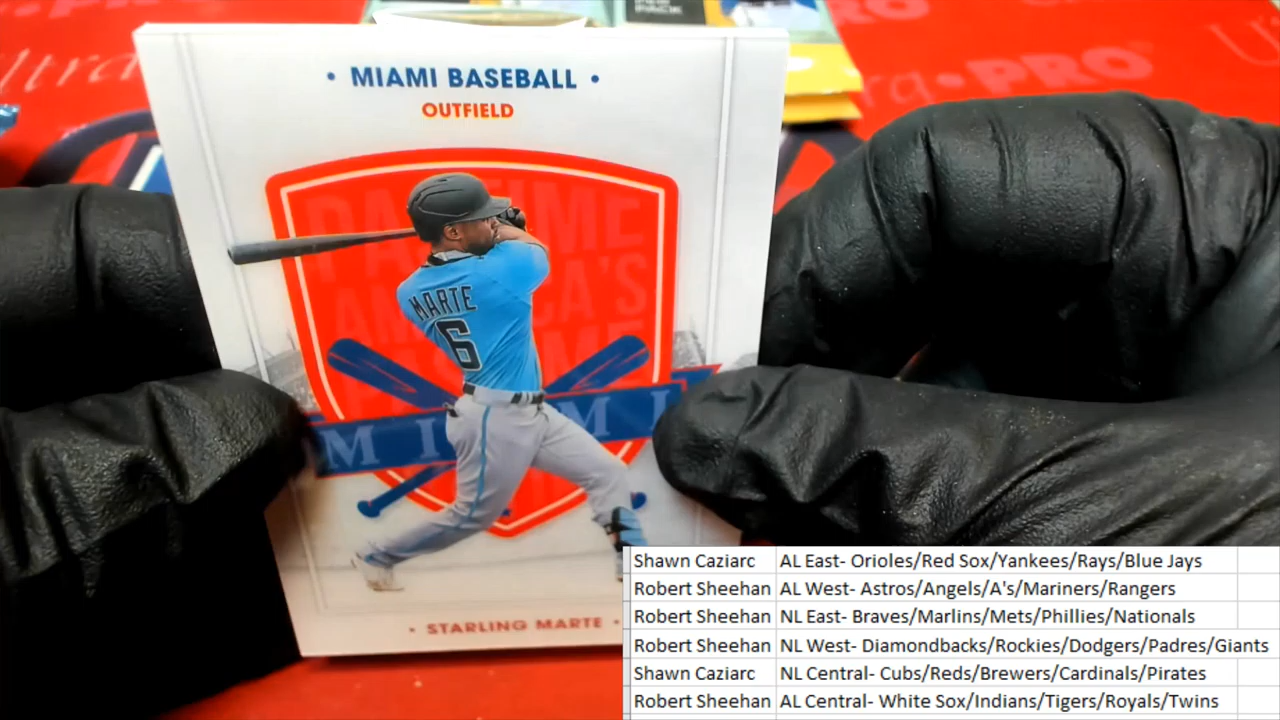 • MIAMI BASEBALL •
OUTFIELD
MARTE
6
• STARLING MARTE •
PRO
Shawn Caziarc AL East- Orioles/Red Sox/Yankees/Rays/Blue Jays
Robert Sheehan AL West- Astros/Angels/A's/Mariners/Rangers
Robert Sheehan NL East- Braves/Marlins/Mets/Phillies/Nationals
Robert Sheehan NL West- Diamondbacks/Rockies/Dodgers/Padres/Giants
Shawn Caziarc NL Central- Cubs/Reds/Brewers/Cardinals/Pirates
Robert Sheehan AL Central- White Sox/Indians/Tigers/Royals/Twins